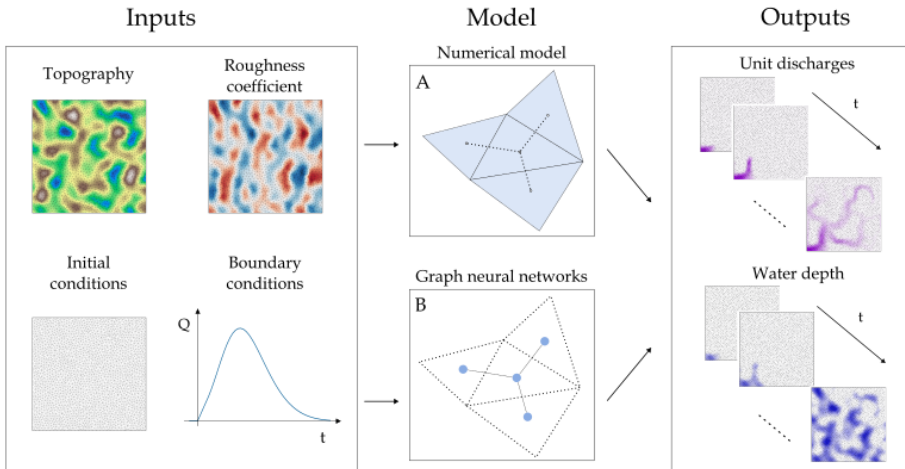 Inputs
Model
Outputs
Topography
Roughness
coefficient
Numerical model
A
Unit discharges
t
Initial
conditions
Boundary
conditions
Q
t
Graph neural networks
B
Water depth
t